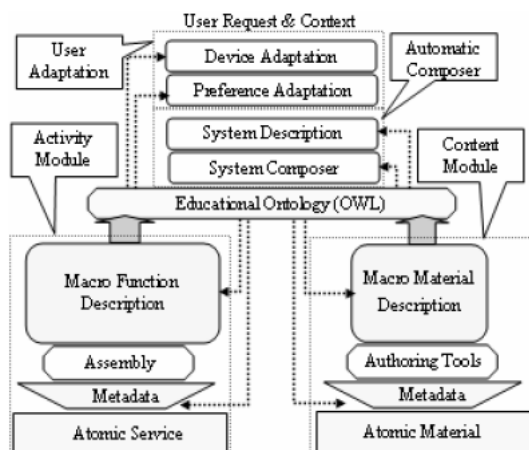 User Request & Context
User
Adaptation
Device Adaptation
Preference Adaptation
Automatic
Composer
Activity
Module
System Description
System Composer
Content
Module
Educational Ontology (OWL)
Macro Function
Description
Assembly
Metadata
Atomic Service
Macro Material
Description
Authoring Tools
Metadata
Atomic Material